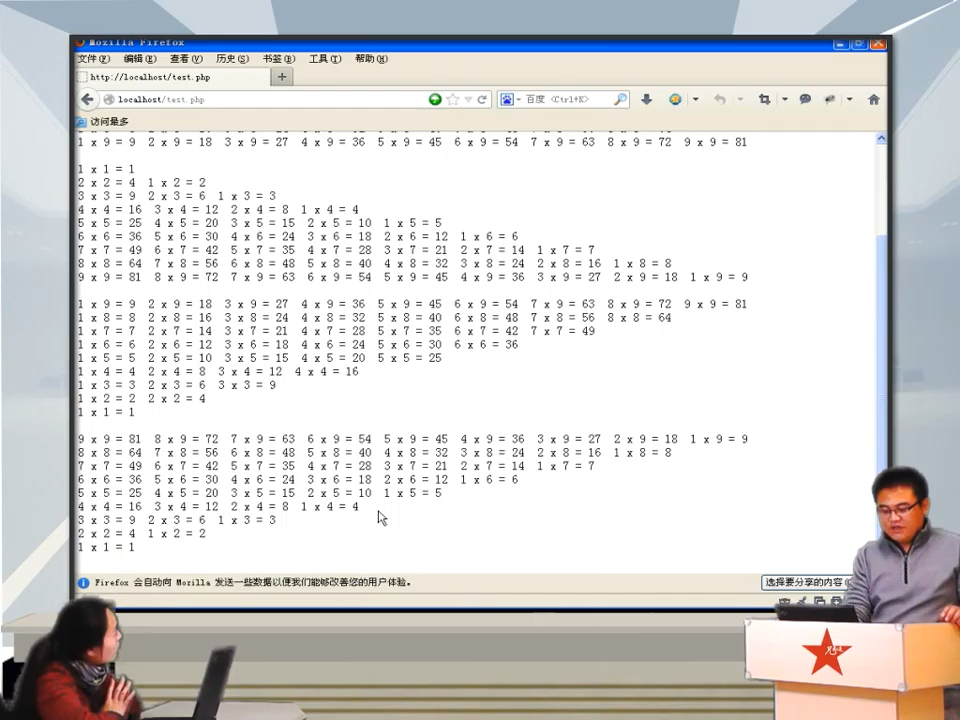 Mozilla Firefox
文件(F) 编辑(E) 查看(V) 历史(S) 书签(B) 工具(T) 帮助(H)
http://localhost/test.php
localhost/test.php 百度 <Ctrl+K>
访问最多
1 x 9 = 9 2 x 9 = 18 3 x 9 = 27 4 x 9 = 36 5 x 9 = 45 6 x 9 = 54 7 x 9 = 63 8 x 9 = 72 9 x 9 = 81
1 x 1 = 1
2 x 2 = 4 1 x 2 = 2
3 x 3 = 9 2 x 3 = 6 1 x 3 = 3
4 x 4 = 16 3 x 4 = 12 2 x 4 = 8 1 x 4 = 4
5 x 5 = 25 4 x 5 = 20 3 x 5 = 15 2 x 5 = 10 1 x 5 = 5
6 x 6 = 36 5 x 6 = 30 4 x 6 = 24 3 x 6 = 18 2 x 6 = 12 1 x 6 = 6
7 x 7 = 49 6 x 7 = 42 5 x 7 = 35 4 x 7 = 28 3 x 7 = 21 2 x 7 = 14 1 x 7 = 7
8 x 8 = 64 7 x 8 = 56 6 x 8 = 48 5 x 8 = 40 4 x 8 = 32 3 x 8 = 24 2 x 8 = 16 1 x 8 = 8
9 x 9 = 81 8 x 9 = 72 7 x 9 = 63 6 x 9 = 54 5 x 9 = 45 4 x 9 = 36 3 x 9 = 27 2 x 9 = 18 1 x 9 = 9
1 x 9 = 9 2 x 9 = 18 3 x 9 = 27 4 x 9 = 36 5 x 9 = 45 6 x 9 = 54 7 x 9 = 63 8 x 9 = 72 9 x 9 = 81
1 x 8 = 8 2 x 8 = 16 3 x 8 = 24 4 x 8 = 32 5 x 8 = 40 6 x 8 = 48 7 x 8 = 56 8 x 8 = 64
1 x 7 = 7 2 x 7 = 14 3 x 7 = 21 4 x 7 = 28 5 x 7 = 35 6 x 7 = 42 7 x 7 = 49
1 x 6 = 6 2 x 6 = 12 3 x 6 = 18 4 x 6 = 24 5 x 6 = 30 6 x 6 = 36
1 x 5 = 5 2 x 5 = 10 3 x 5 = 15 4 x 5 = 20 5 x 5 = 25
1 x 4 = 4 2 x 4 = 8 3 x 4 = 12 4 x 4 = 16
1 x 3 = 3 2 x 3 = 6 3 x 3 = 9
1 x 2 = 2 2 x 2 = 4
1 x 1 = 1
9 x 9 = 81 8 x 9 = 72 7 x 9 = 63 6 x 9 = 54 5 x 9 = 45 4 x 9 = 36 3 x 9 = 27 2 x 9 = 18 1 x 9 = 9
8 x 8 = 64 7 x 8 = 56 6 x 8 = 48 5 x 8 = 40 4 x 8 = 32 3 x 8 = 24 2 x 8 = 16 1 x 8 = 8
7 x 7 = 49 6 x 7 = 42 5 x 7 = 35 4 x 7 = 28 3 x 7 = 21 2 x 7 = 14 1 x 7 = 7
6 x 6 = 36 5 x 6 = 30 4 x 6 = 24 3 x 6 = 18 2 x 6 = 12 1 x 6 = 6
5 x 5 = 25 4 x 5 = 20 3 x 5 = 15 2 x 5 = 10 1 x 5 = 5
4 x 4 = 16 3 x 4 = 12 2 x 4 = 8 1 x 4 = 4
3 x 3 = 9 2 x 3 = 6 1 x 3 = 3
2 x 2 = 4 1 x 2 = 2
1 x 1 = 1
Firefox 会自动向 Mozilla 发送一些数据以便我们能够改善您的用户体验。 选择要分享的内容